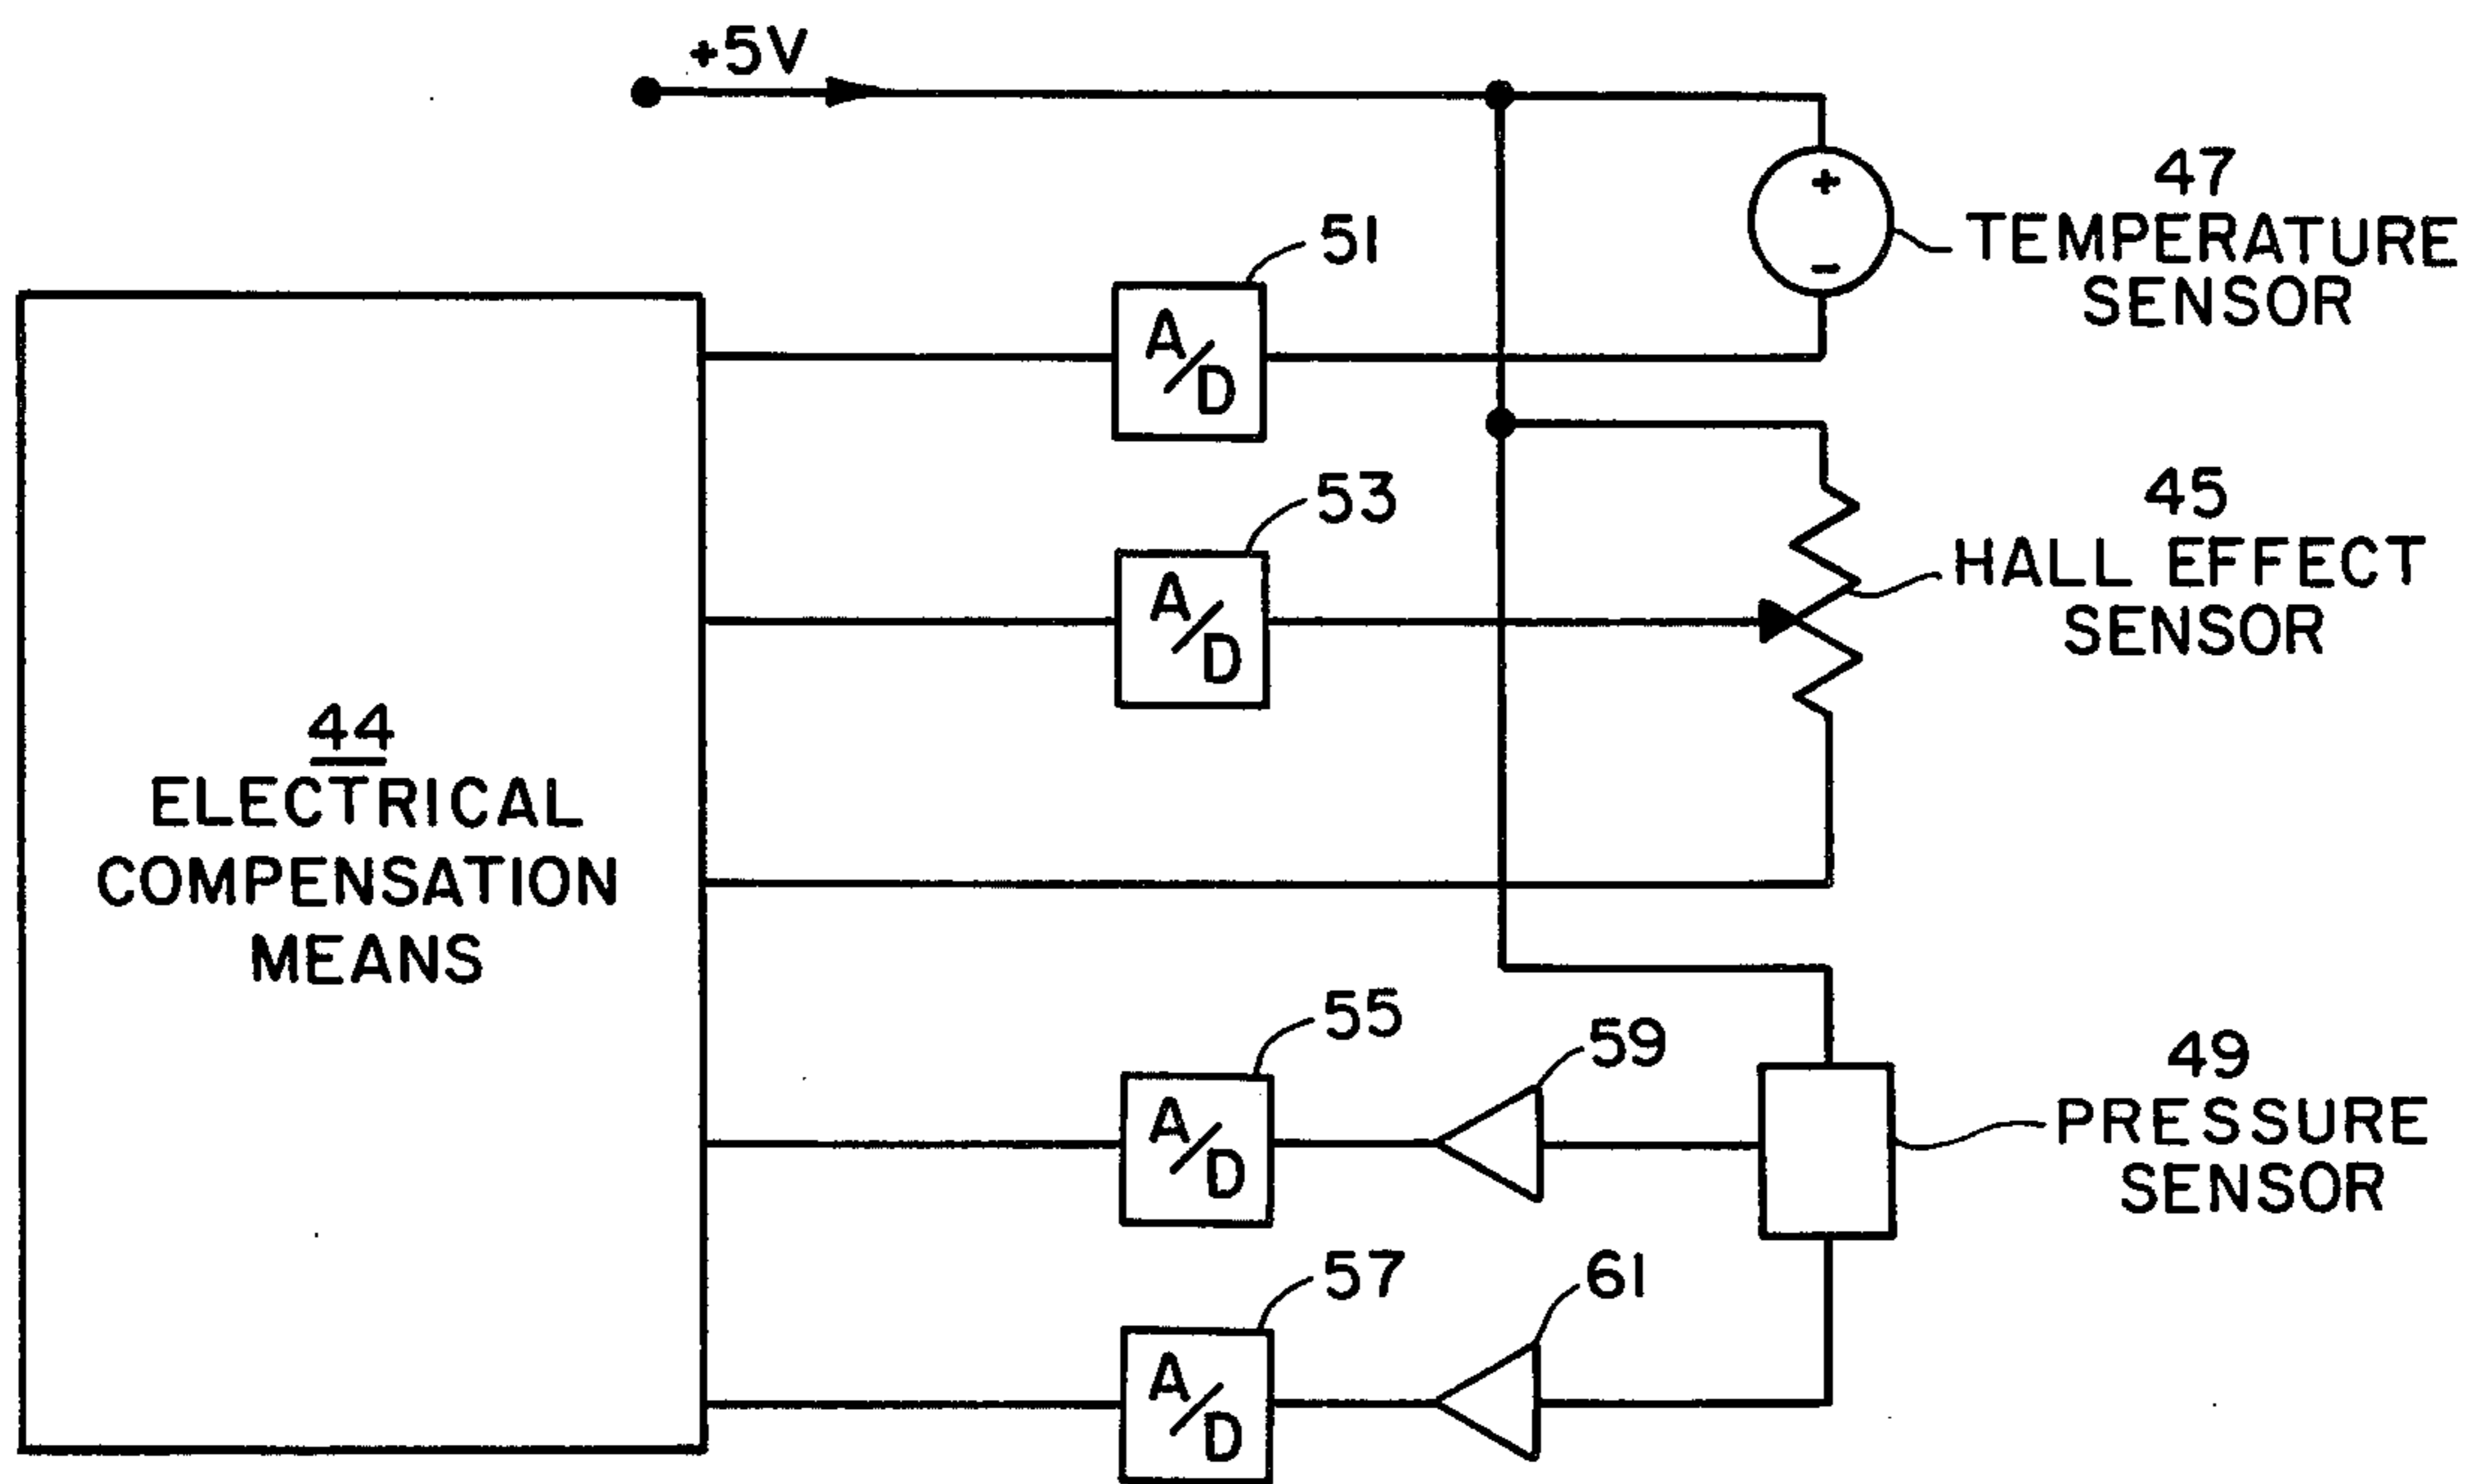 +5V
47
TEMPERATURE
SENSOR
51
A/D
45
HALL EFFECT
SENSOR
53
A/D
44
ELECTRICAL
COMPENSATION
MEANS
55
A/D
59
49
PRESSURE
SENSOR
57
A/D
61
+
-